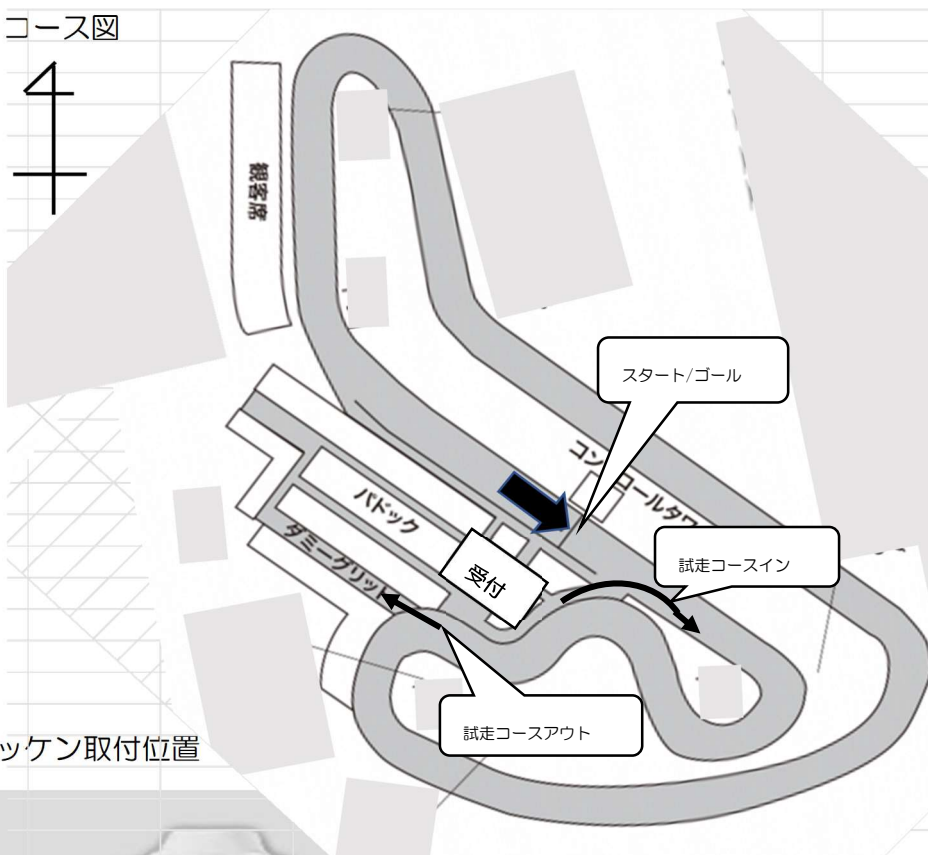 コース図
観客席
スタート/ゴール
コン
ロールタワ
パドック
試走コースイン
ダミーグリッド
受付
試走コースアウト
ッケン取付位置